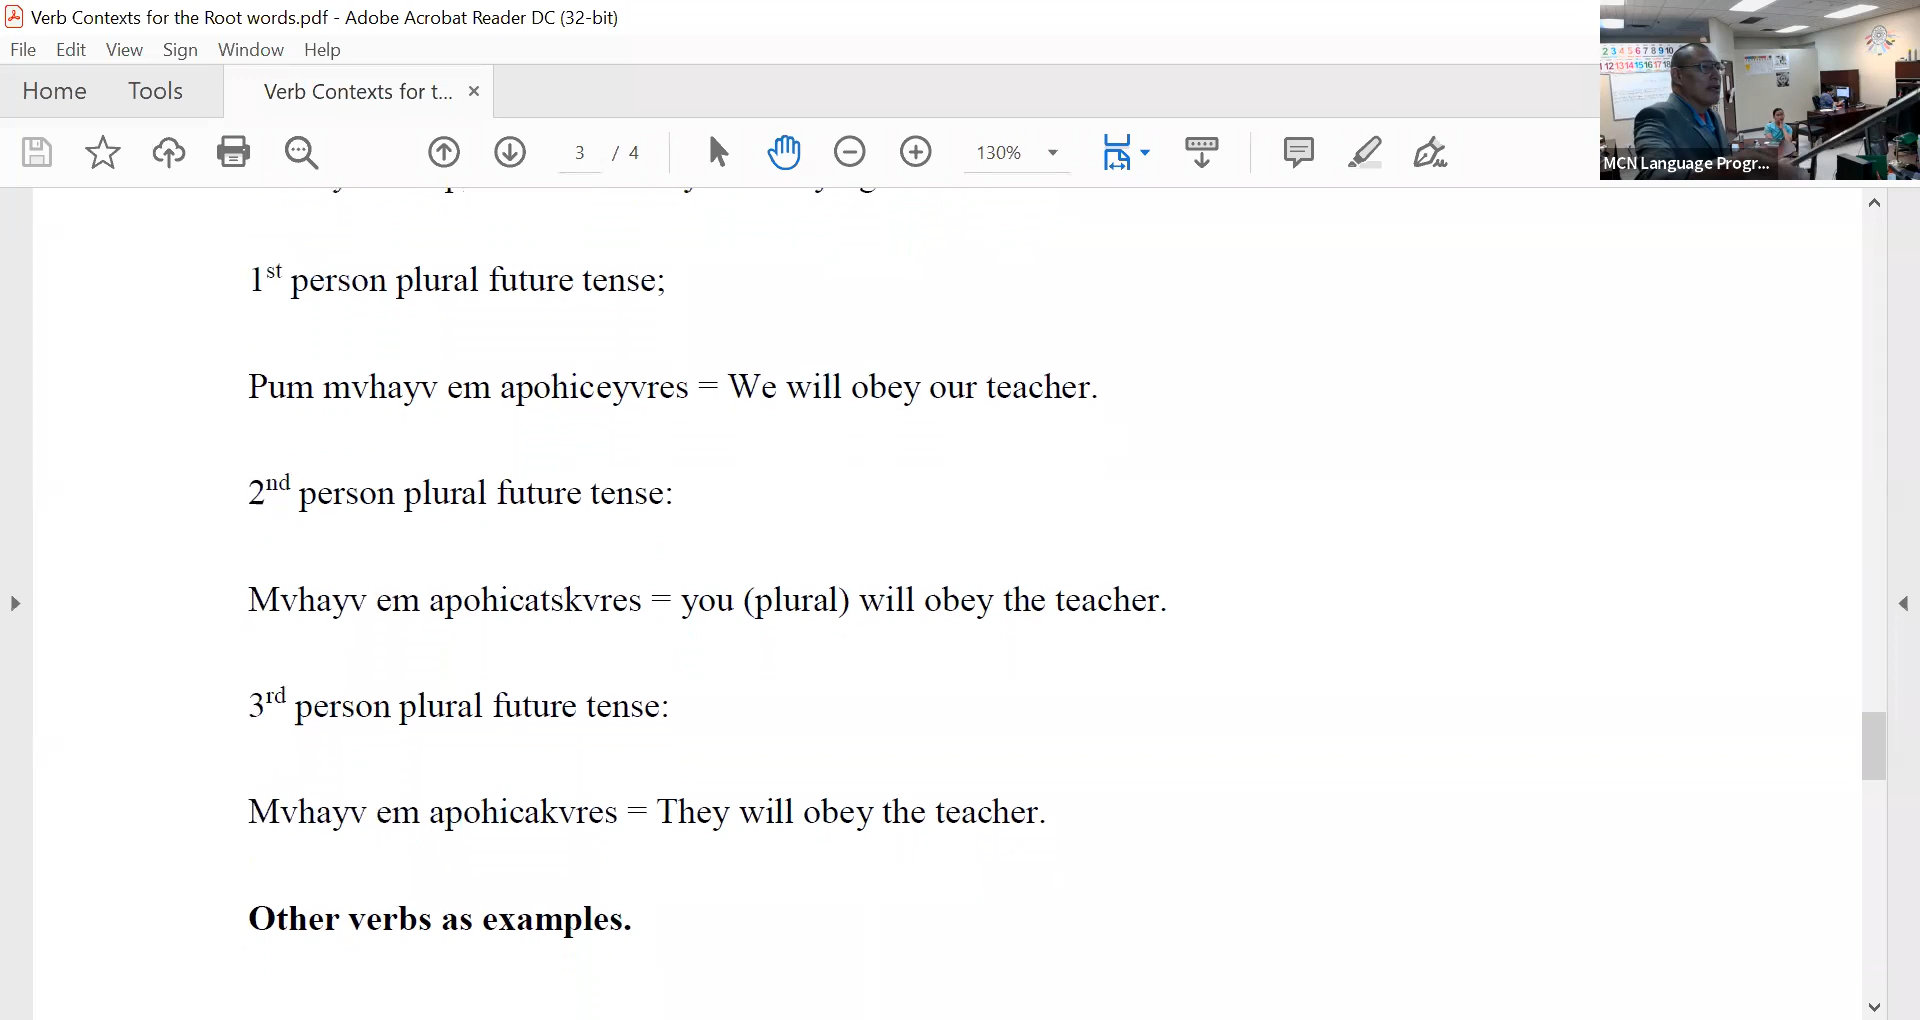 Verb Contexts for the Root words.pdf - Adobe Acrobat Reader DC (32-bit)
File Edit View Sign Window Help
Home Tools Verb Contexts for t... ×
3 / 4 130%
MCN Language Progr...
1st person plural future tense;
Pum mvhayv em apohiceyvres = We will obey our teacher.
2nd person plural future tense:
Mvhayv em apohicatskvres = you (plural) will obey the teacher.
3rd person plural future tense:
Mvhayv em apohicakvres = They will obey the teacher.
Other verbs as examples.